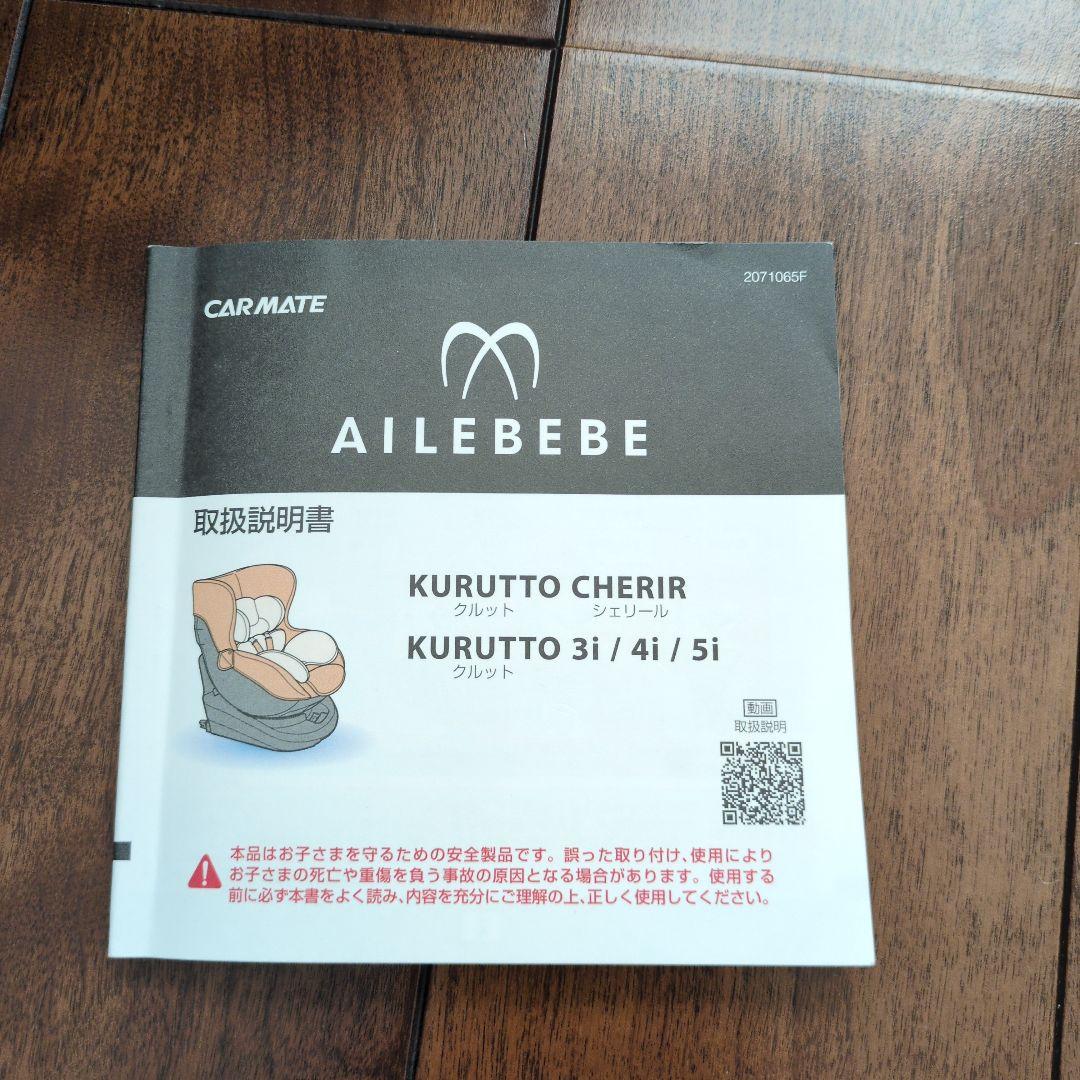 2071065F
CARMATE
AILEBEBE
取扱説明書
KURUTTO CHERIR
クルット シェリール
KURUTTO 3i / 4i / 5i
クルット
動画
取扱説明
本品はお子さまを守るための安全製品です。誤った取り付け、使用により
お子さまの死亡や重傷を負う事故の原因となる場合があります。使用する
前に必ず本書をよく読み、内容を充分にご理解の上、正しく使用してください。